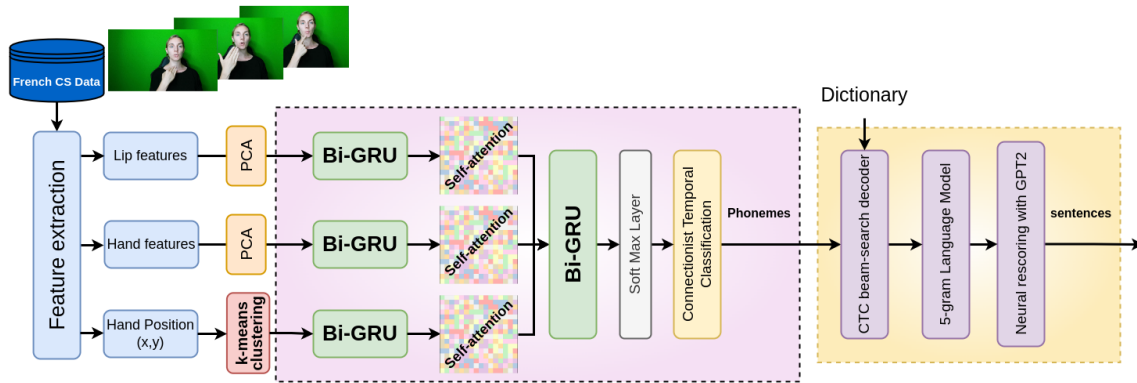 French CS Data
Feature extraction
Lip features
PCA
Bi-GRU
Self-attention
Hand features
PCA
Bi-GRU
Self-attention
Hand Position
(x,y)
k-means
clustering
Bi-GRU
Self-attention
Bi-GRU
Soft Max Layer
Connectionist Temporal
Classification
Phonemes
Dictionary
CTC beam-search decoder
5-gram Language Model
Neural rescoring with GPT2
sentences